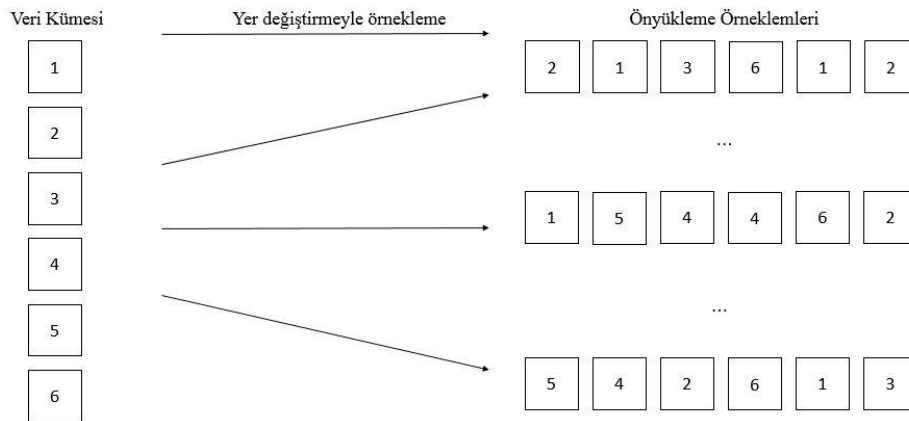 Veri Kümesi Yer değiştirmeyle örnekleme Önyükleme Örneklemleri
1 2 1 3 6 1 2
2
...
3 1 5 4 4 6 2
4
...
5
6 5 4 2 6 1 3